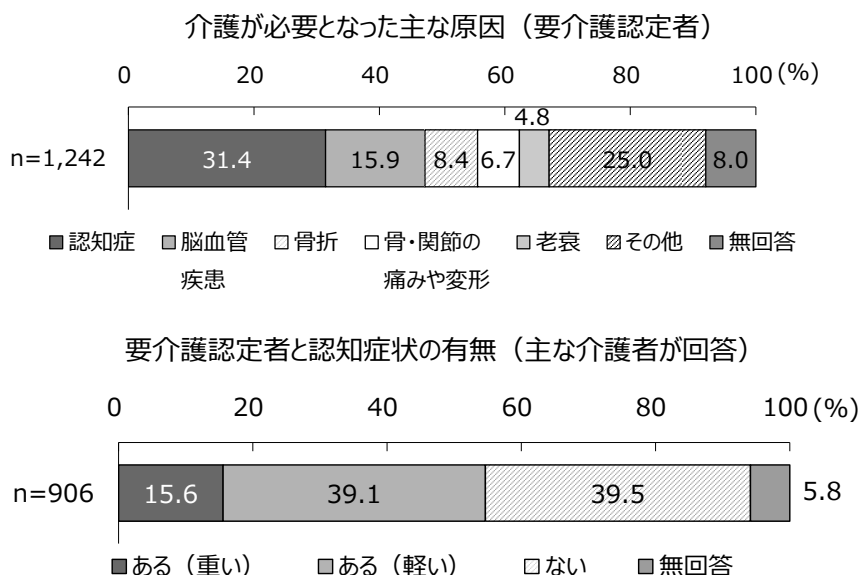 介護が必要となった主な原因（要介護認定者）
0 20 40 60 80 100 (%)
4.8
n=1,242 31.4 15.9 8.4 6.7 25.0 8.0
認知症 脳血管 骨折 骨・関節の 老衰 その他 無回答
疾患 痛みや変形
要介護認定者と認知症状の有無（主な介護者が回答）
0 20 40 60 80 100 (%)
n=906 15.6 39.1 39.5 5.8
ある（重い） ある（軽い） ない 無回答